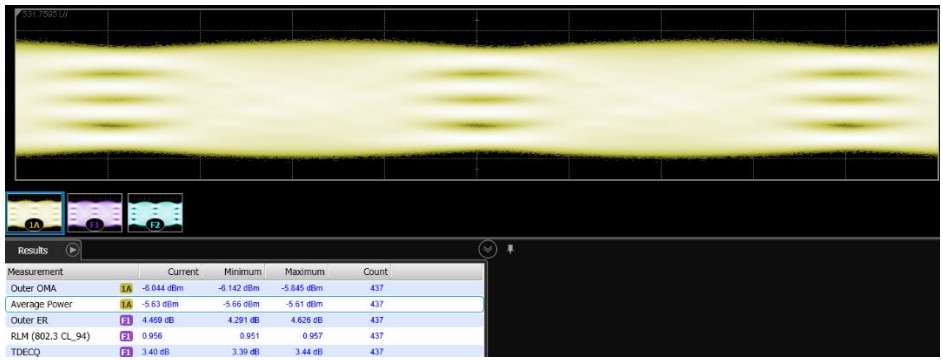 531.7595 UI
1A F1 F2
Results
Measurement Current Minimum Maximum Count
Outer OMA 1A -6.044 dBm -6.142 dBm -5.845 dBm 437
Average Power 1A -5.63 dBm -5.66 dBm -5.61 dBm 437
Outer ER F1 4.469 dB 4.291 dB 4.626 dB 437
RLM (802.3 CL_94) F1 0.956 0.951 0.957 437
TDECQ F1 3.40 dB 3.39 dB 3.44 dB 437